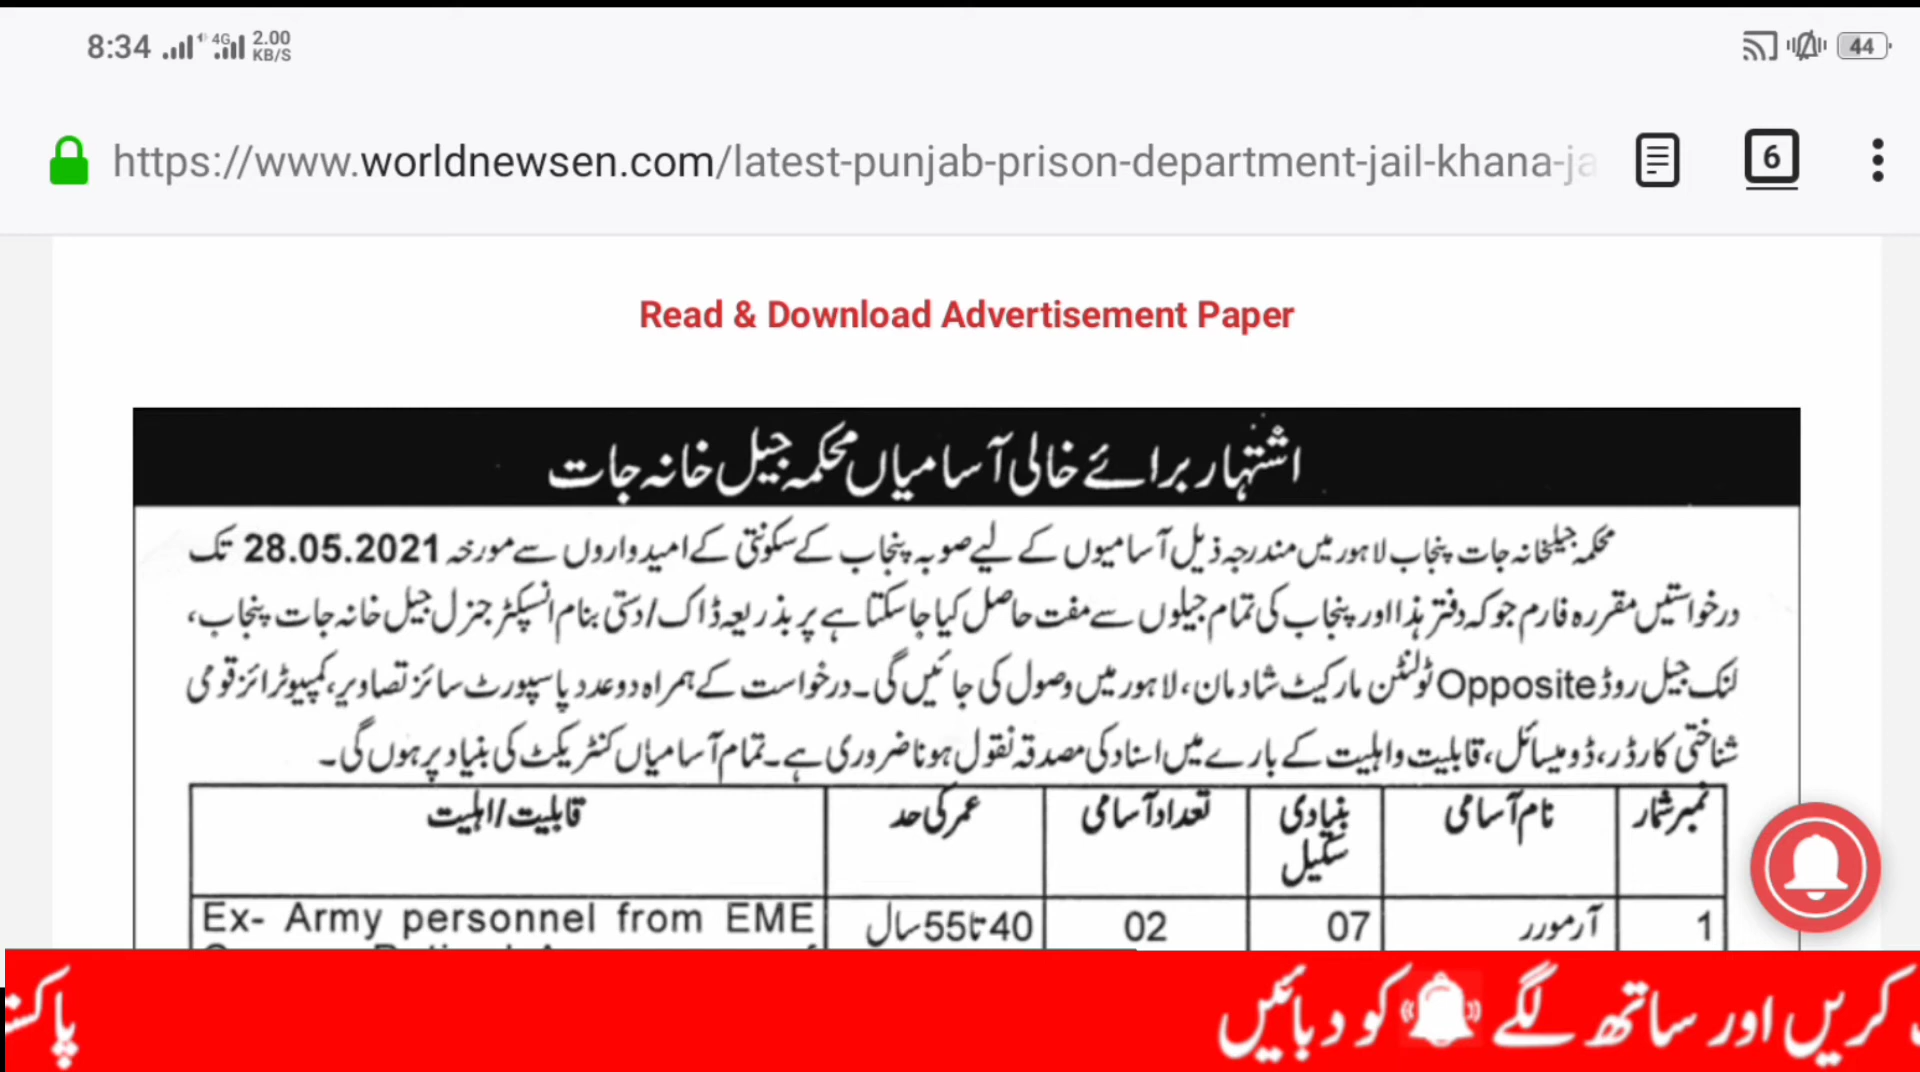 8:34 4G 2.00 KB/S 44
https://www.worldnewsen.com/latest-punjab-prison-department-jail-khana-ja 6
Read & Download Advertisement Paper
اشتہار برائے خالی آسامیاں محکمہ جیل خانہ جات
محکمہ جیلخانہ جات پنجاب لاہور میں مندرجہ ذیل آسامیوں کے لیے صوبہ پنجاب کے سکونتی کے امیدواروں سے مورخہ 28.05.2021 تک
درخواستیں مقررہ فارم جو کہ دفتر ہذا اور پنجاب کی تمام جیلوں سے مفت حاصل کیا جا سکتا ہے پر بذریعہ ڈاک/دستی بنام انسپکٹر جنرل جیل خانہ جات پنجاب،
لنک جیل روڈ Opposite ٹولنٹن مارکیٹ شادمان، لاہور میں وصول کی جائیں گی۔ درخواست کے ہمراہ دو عدد پاسپورٹ سائز تصاویر، کمپیوٹرائز قومی
شناختی کارڈر، ڈومیسائل، قابلیت واہلیت کے بارے میں اسناد کی مصدقہ نقول ہونا ضروری ہے۔ تمام آسامیاں کنٹریکٹ کی بنیاد پر ہوں گی۔
نمبر شمار نام آسامی بنیادی سکیل تعداد آسامی عمر کی حد قابلیت/اہلیت
1 آرمورر 07 02 40 تا 55 سال Ex- Army personnel from EME
کریں اور ساتھ لگے کو دبائیں